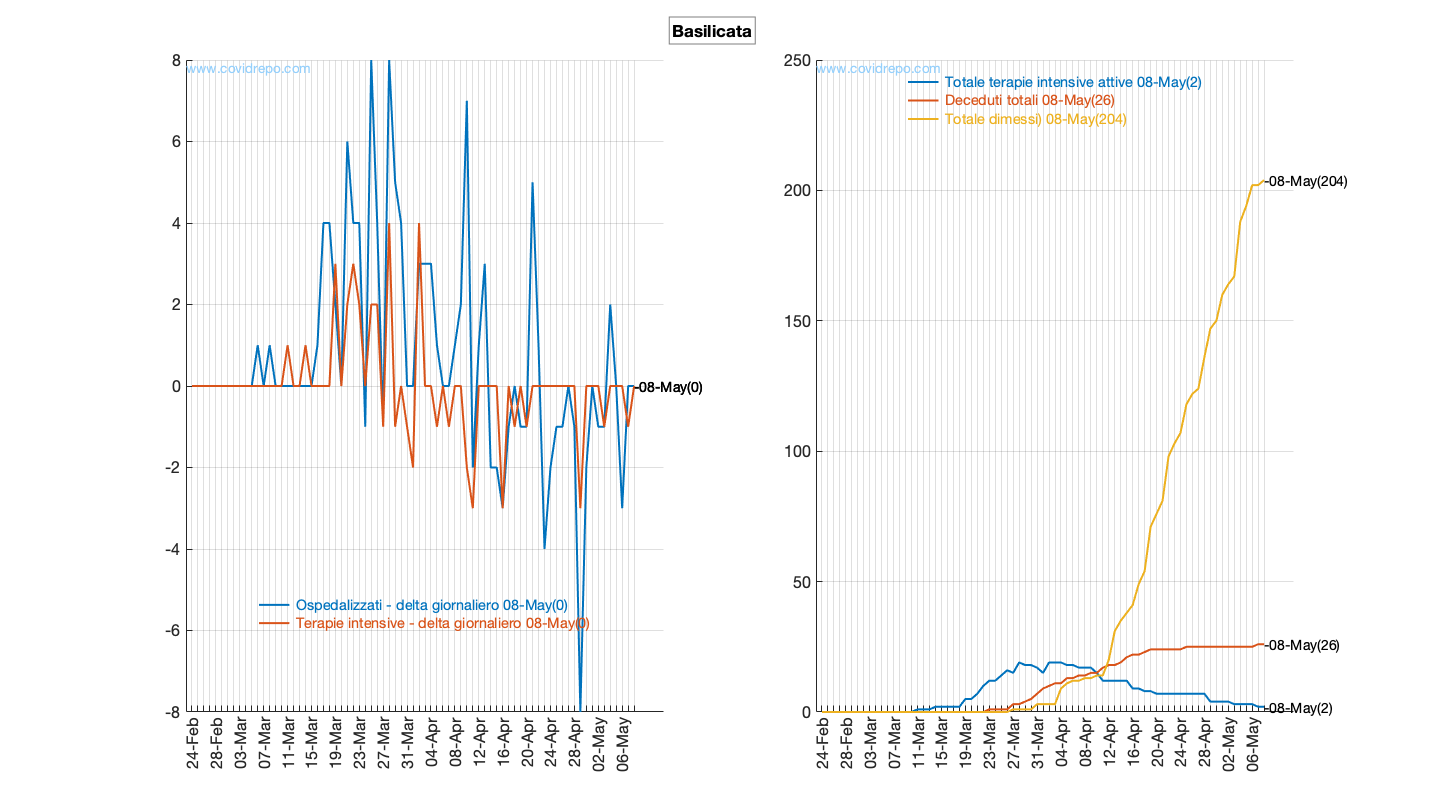 Basilicata
www.covidrepo.com
8
6
4
2
0
-2
-4
-6
-8
-08-May(0)
Ospedalizzati - delta giornaliero 08-May(0)
Terapie intensive - delta giornaliero 08-May(0)
24-Feb
28-Feb
03-Mar
07-Mar
11-Mar
15-Mar
19-Mar
23-Mar
27-Mar
31-Mar
04-Apr
08-Apr
12-Apr
16-Apr
20-Apr
24-Apr
28-Apr
02-May
06-May
www.covidrepo.com
Totale terapie intensive attive 08-May(2)
Deceduti totali 08-May(26)
Totale dimessi) 08-May(204)
250
200
150
100
50
0
-08-May(204)
-08-May(26)
-08-May(2)
24-Feb
28-Feb
03-Mar
07-Mar
11-Mar
15-Mar
19-Mar
23-Mar
27-Mar
31-Mar
04-Apr
08-Apr
12-Apr
16-Apr
20-Apr
24-Apr
28-Apr
02-May
06-May